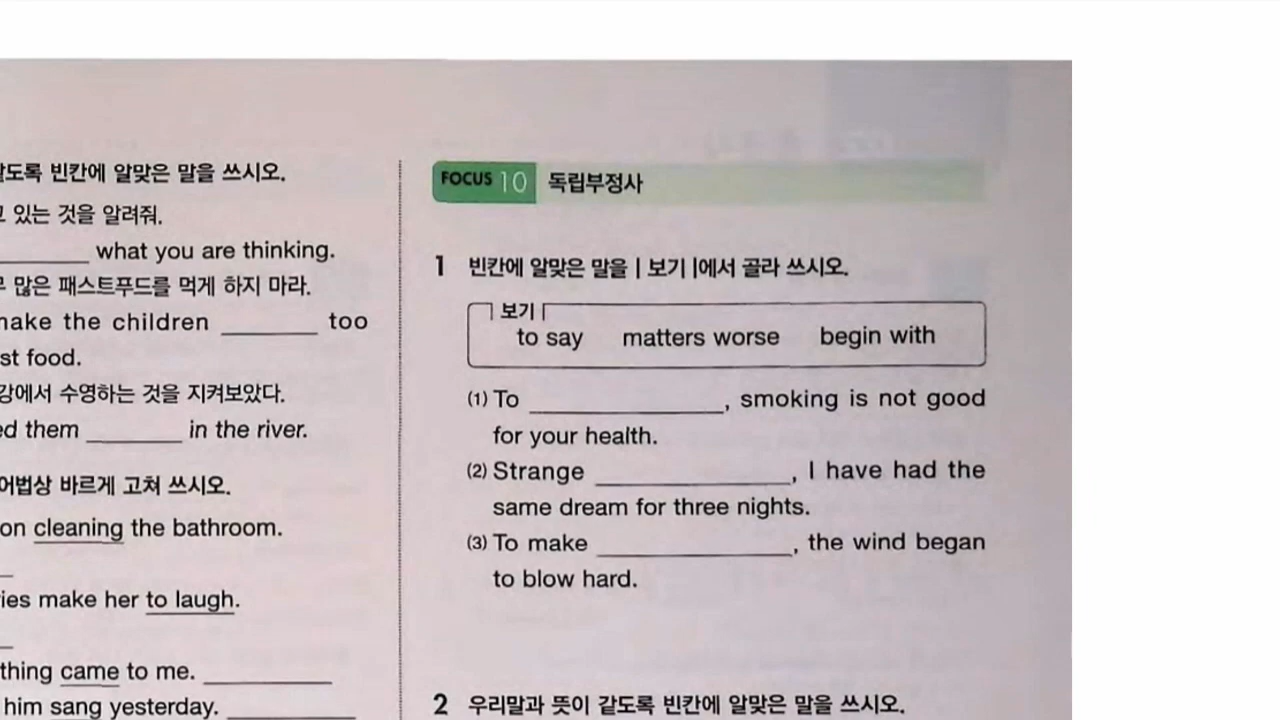 같도록 빈칸에 알맞은 말을 쓰시오.
고 있는 것을 알려줘.
________ what you are thinking.
많은 패스트푸드를 먹게 하지 마라.
make the children ________ too
st food.
강에서 수영하는 것을 지켜보았다.
ed them ________ in the river.
어법상 바르게 고쳐 쓰시오.
on cleaning the bathroom.
ies make her to laugh.
thing came to me. ____________
him sang yesterday. ____________
FOCUS 10 독립부정사
1 빈칸에 알맞은 말을 | 보기 |에서 골라 쓰시오.
보기
to say matters worse begin with
(1) To ________________, smoking is not good
for your health.
(2) Strange ________________, I have had the
same dream for three nights.
(3) To make ________________, the wind began
to blow hard.
2 우리말과 뜻이 같도록 빈칸에 알맞은 말을 쓰시오.